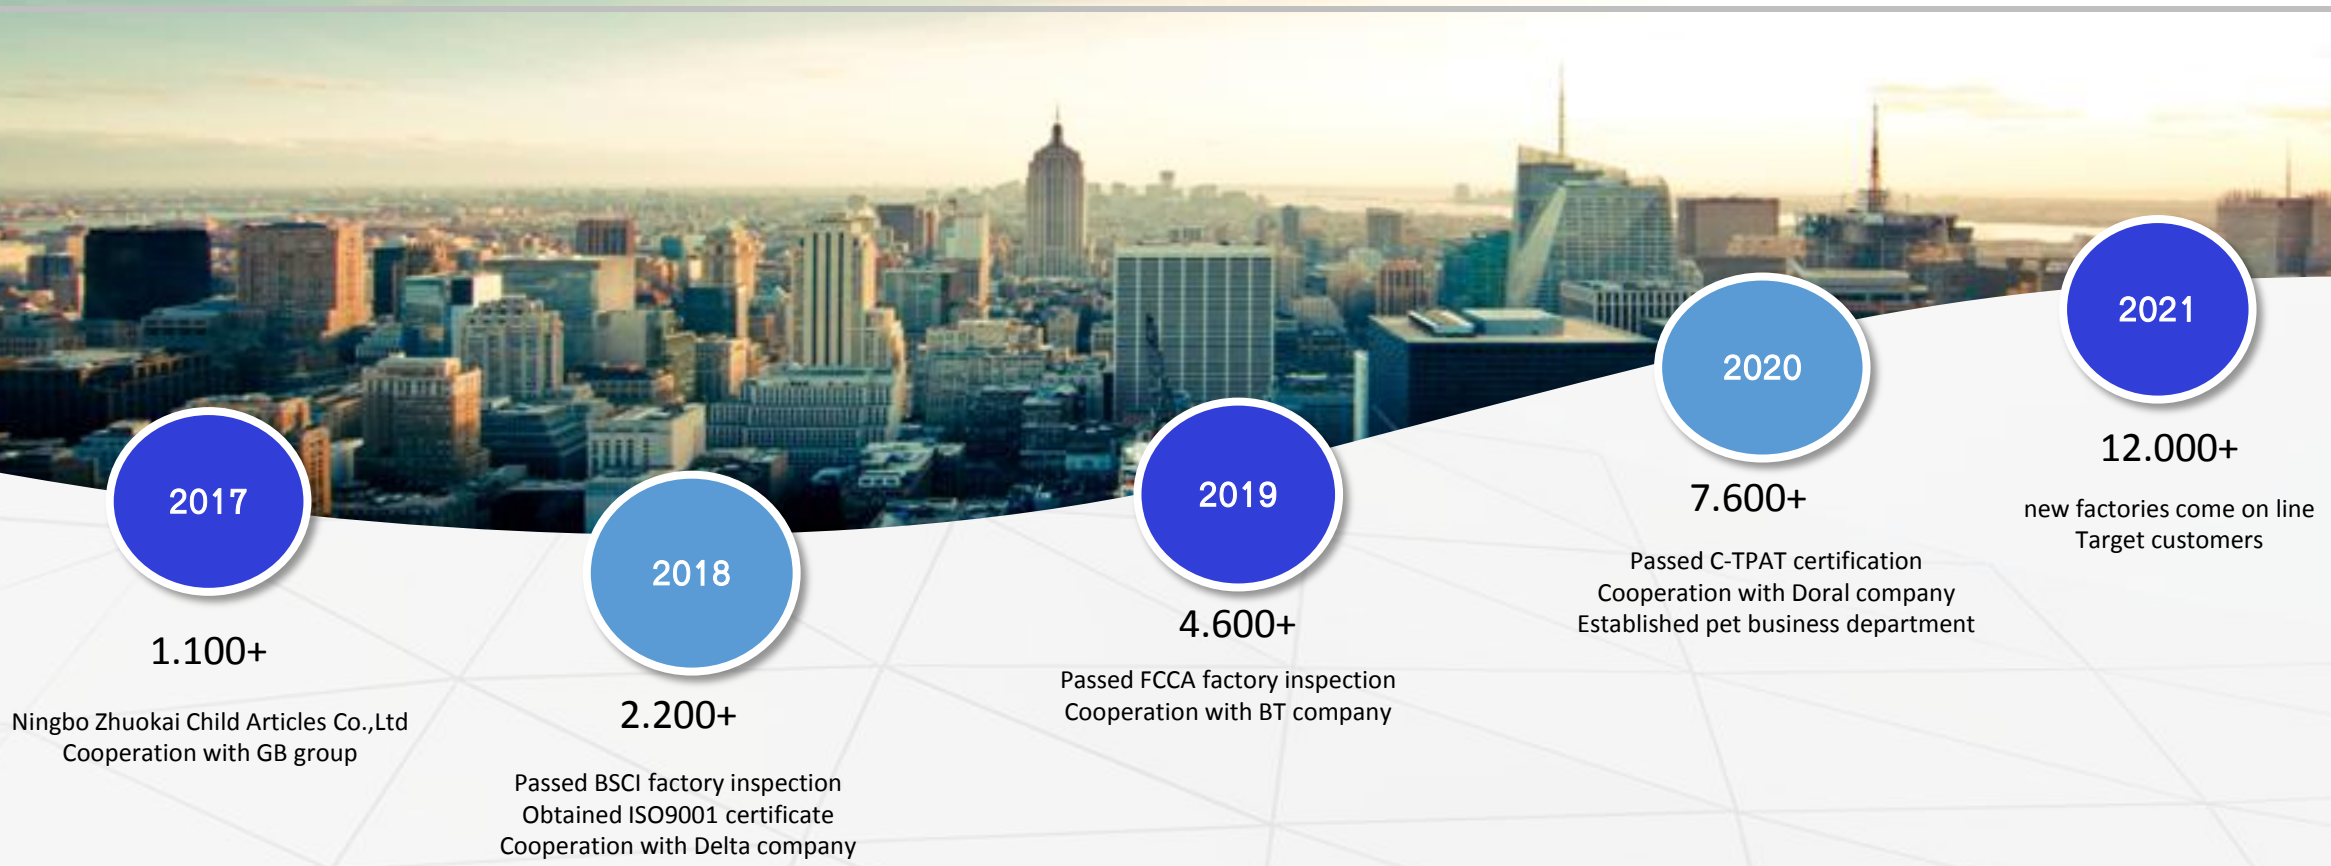 2017
1.100+
Ningbo Zhuokai Child Articles Co.,Ltd
Cooperation with GB group
2018
2.200+
Passed BSCI factory inspection
Obtained ISO9001 certificate
Cooperation with Delta company
2019
4.600+
Passed FCCA factory inspection
Cooperation with BT company
2020
7.600+
Passed C-TPAT certification
Cooperation with Doral company
Established pet business department
2021
12.000+
new factories come on line
Target customers